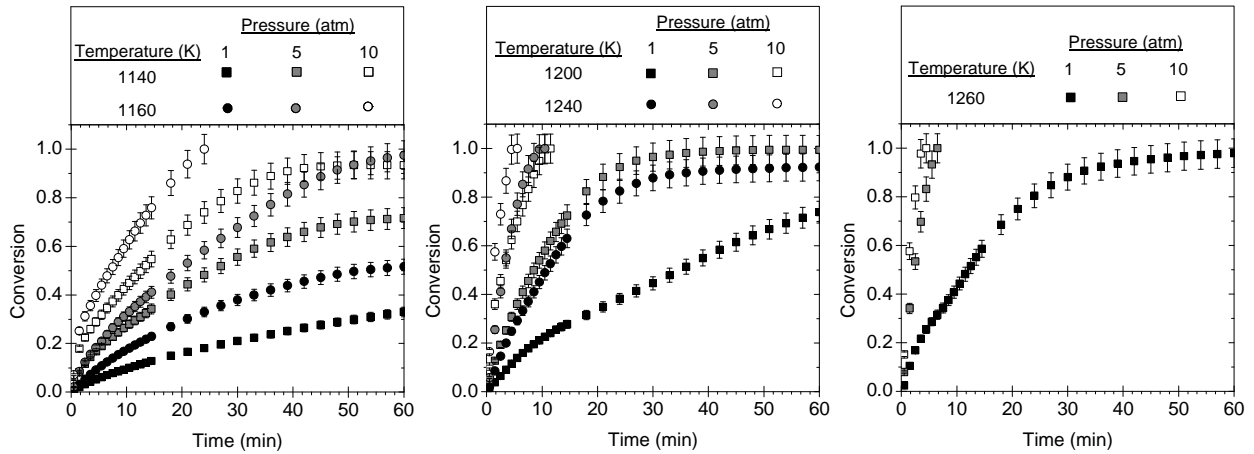 Pressure (atm)
Temperature (K) 1 5 10
1140
1160
1.0
0.8
0.6
0.4
0.2
0.0
Conversion
0 10 20 30 40 50 60
Time (min)
Pressure (atm)
Temperature (K) 1 5 10
1200
1240
1.0
0.8
0.6
0.4
0.2
0.0
Conversion
0 10 20 30 40 50 60
Time (min)
Pressure (atm)
Temperature (K) 1 5 10
1260
1.0
0.8
0.6
0.4
0.2
0.0
Conversion
0 10 20 30 40 50 60
Time (min)